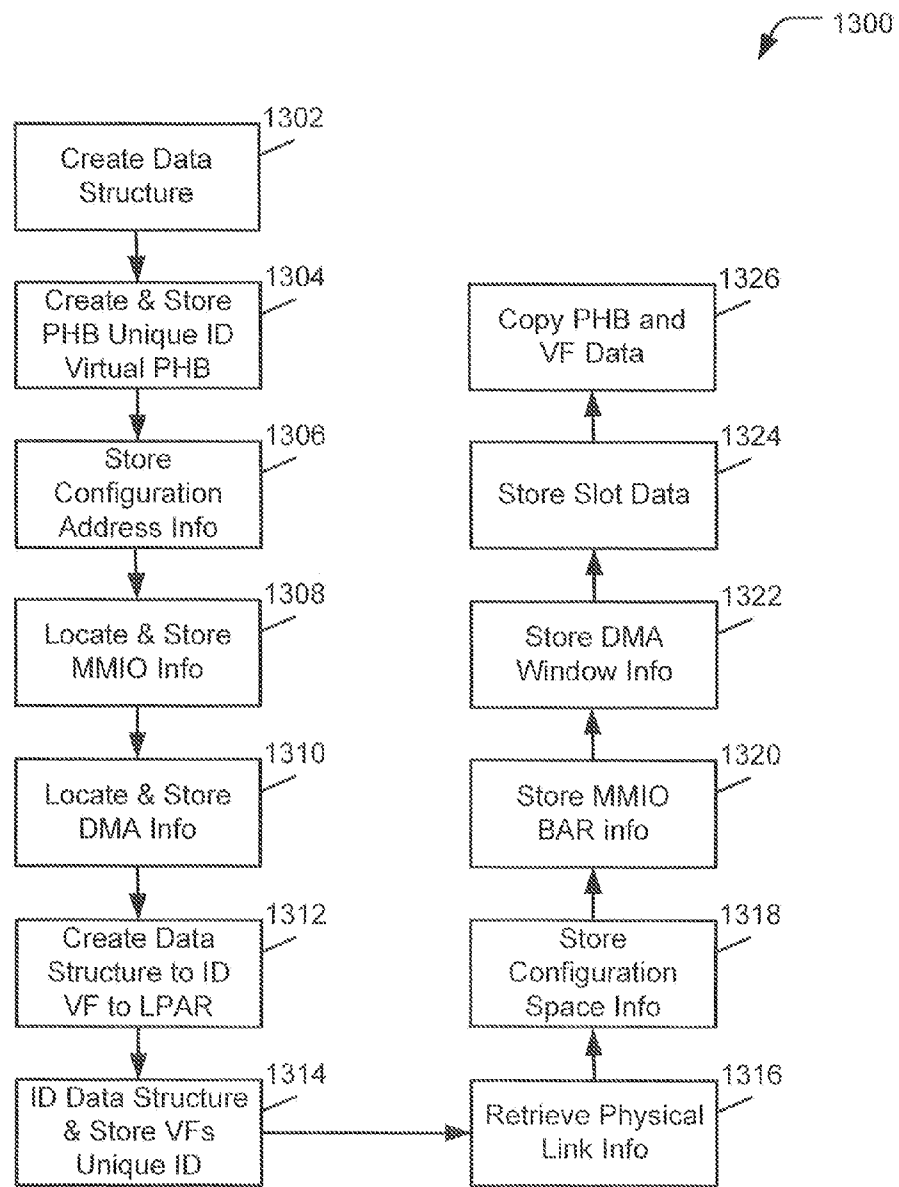 1300
1302
Create Data
Structure
1304
Create & Store
PHB Unique ID
Virtual PHB
1306
Store
Configuration
Address Info
1308
Locate & Store
MMIO Info
1310
Locate & Store
DMA Info
1312
Create Data
Structure to ID
VF to LPAR
1314
ID Data Structure
& Store VFs
Unique ID
1316
Retrieve Physical
Link Info
1318
Store
Configuration
Space Info
1320
Store MMIO
BAR info
1322
Store DMA
Window Info
1324
Store Slot Data
1326
Copy PHB and
VF Data